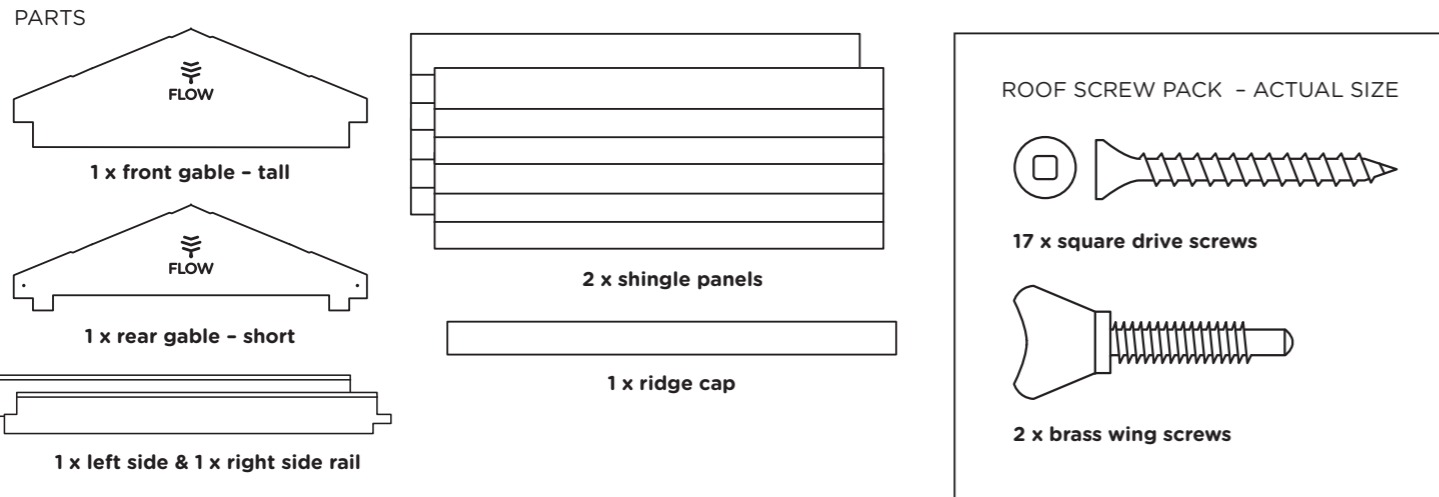 PARTS
FLOW
1 x front gable – tall
FLOW
1 x rear gable – short
1 x left side & 1 x right side rail
2 x shingle panels
1 x ridge cap
ROOF SCREW PACK – ACTUAL SIZE
17 x square drive screws
2 x brass wing screws